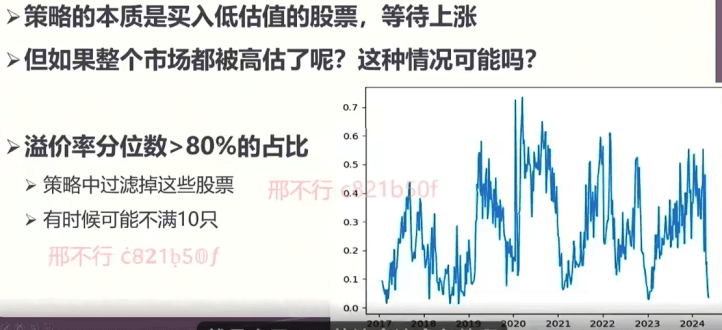 ➢策略的本质是买入低估值的股票，等待上涨
➢但如果整个市场都被高估了呢？这种情况可能吗？
➢溢价率分位数>80%的占比
➢策略中过滤掉这些股票
➢有时候可能不满10只
邢不行 c821b50f
邢不行 c821b50f
0.7
0.6
0.5
0.4
0.3
0.2
0.1
0.0
2017 2018 2019 2020 2021 2022 2023 2024